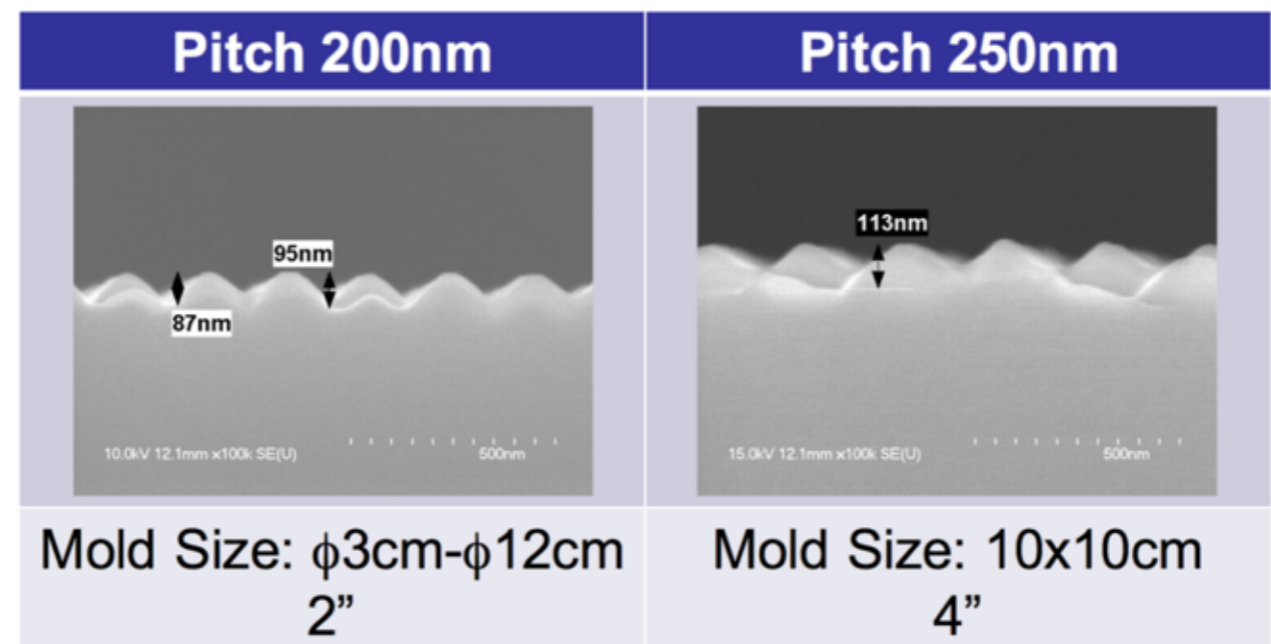 Pitch 200nm
Pitch 250nm
95nm
87nm
10.0kV 12.1mm x100k SE(U)
500nm
113nm
15.0kV 12.1mm x100k SE(U)
500nm
Mold Size: ϕ3cm-ϕ12cm
2”
Mold Size: 10x10cm
4”